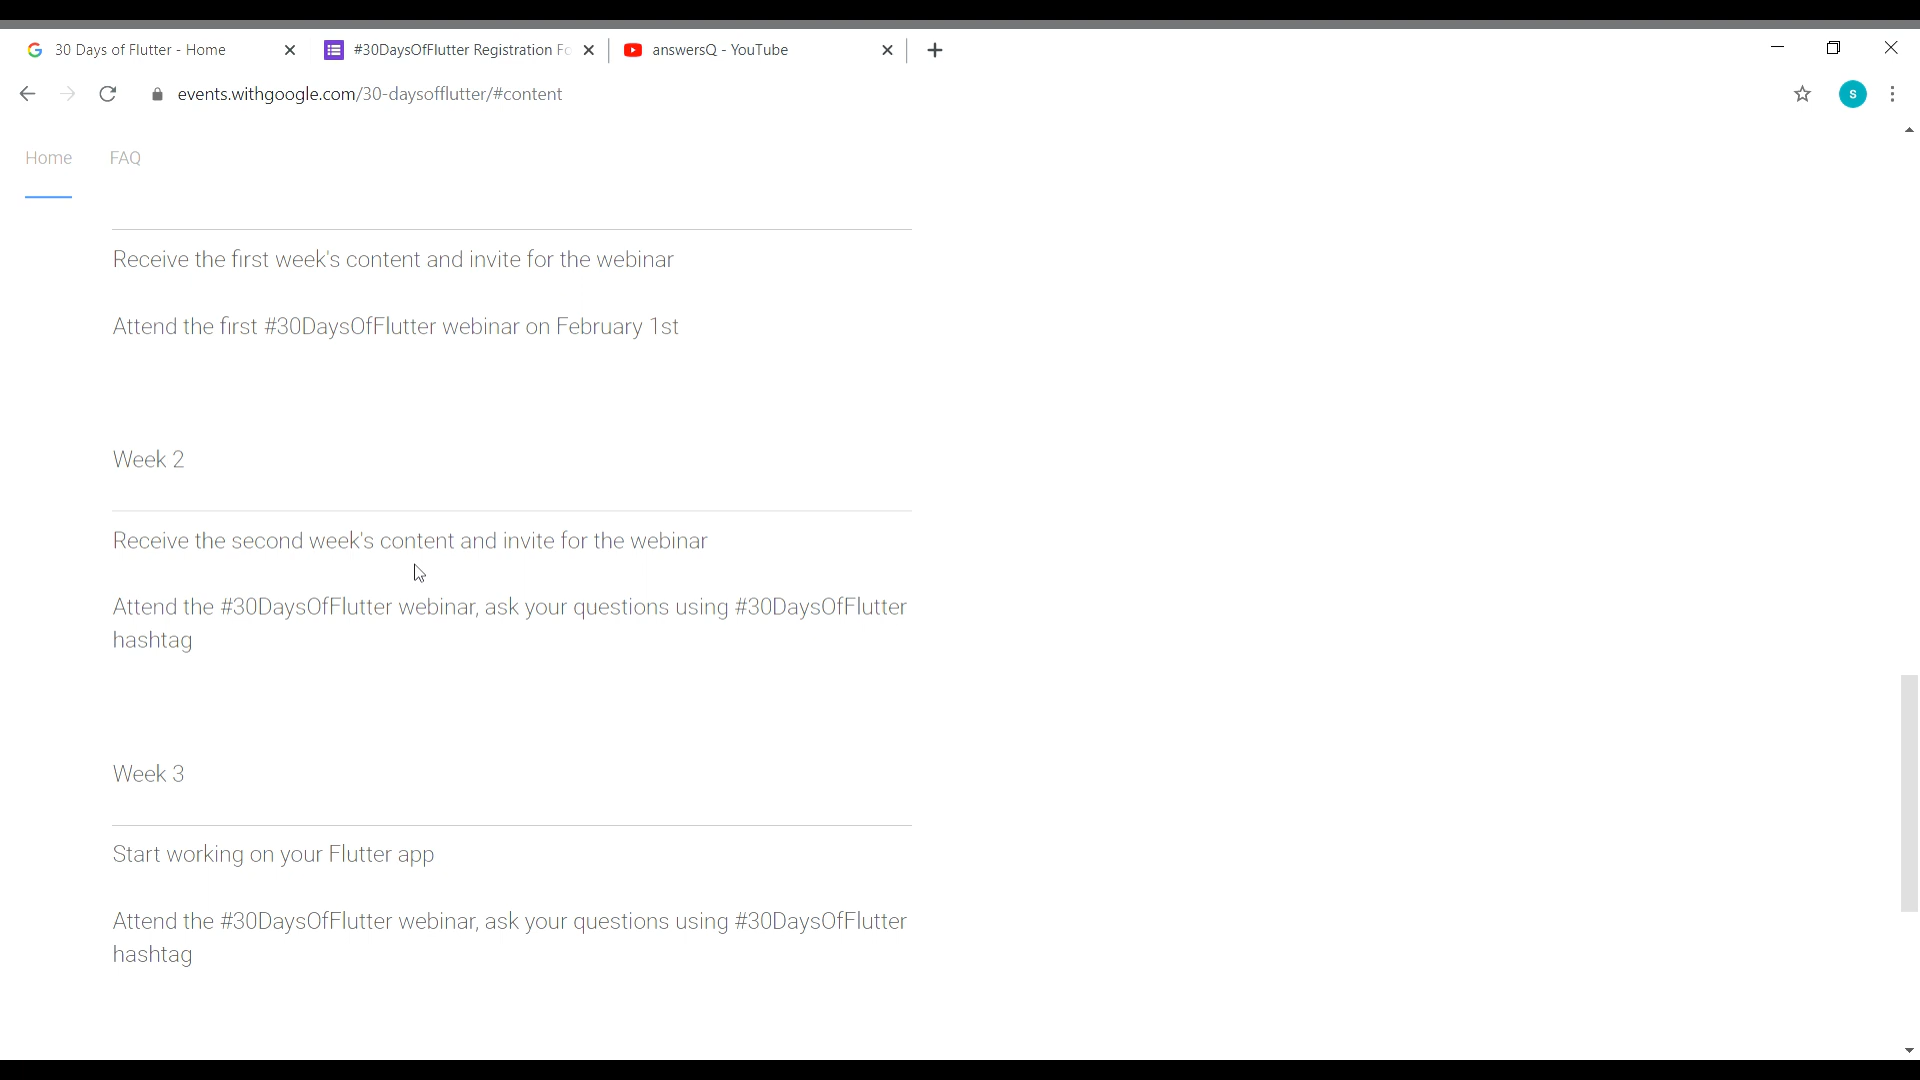 30 Days of Flutter - Home
#30DaysOfFlutter Registration Fo
answersQ - YouTube
events.withgoogle.com/30-daysofflutter/#content
S
Home
FAQ
Receive the first week's content and invite for the webinar
Attend the first #30DaysOfFlutter webinar on February 1st
Week 2
Receive the second week's content and invite for the webinar
Attend the #30DaysOfFlutter webinar, ask your questions using #30DaysOfFlutter
hashtag
Week 3
Start working on your Flutter app
Attend the #30DaysOfFlutter webinar, ask your questions using #30DaysOfFlutter
hashtag